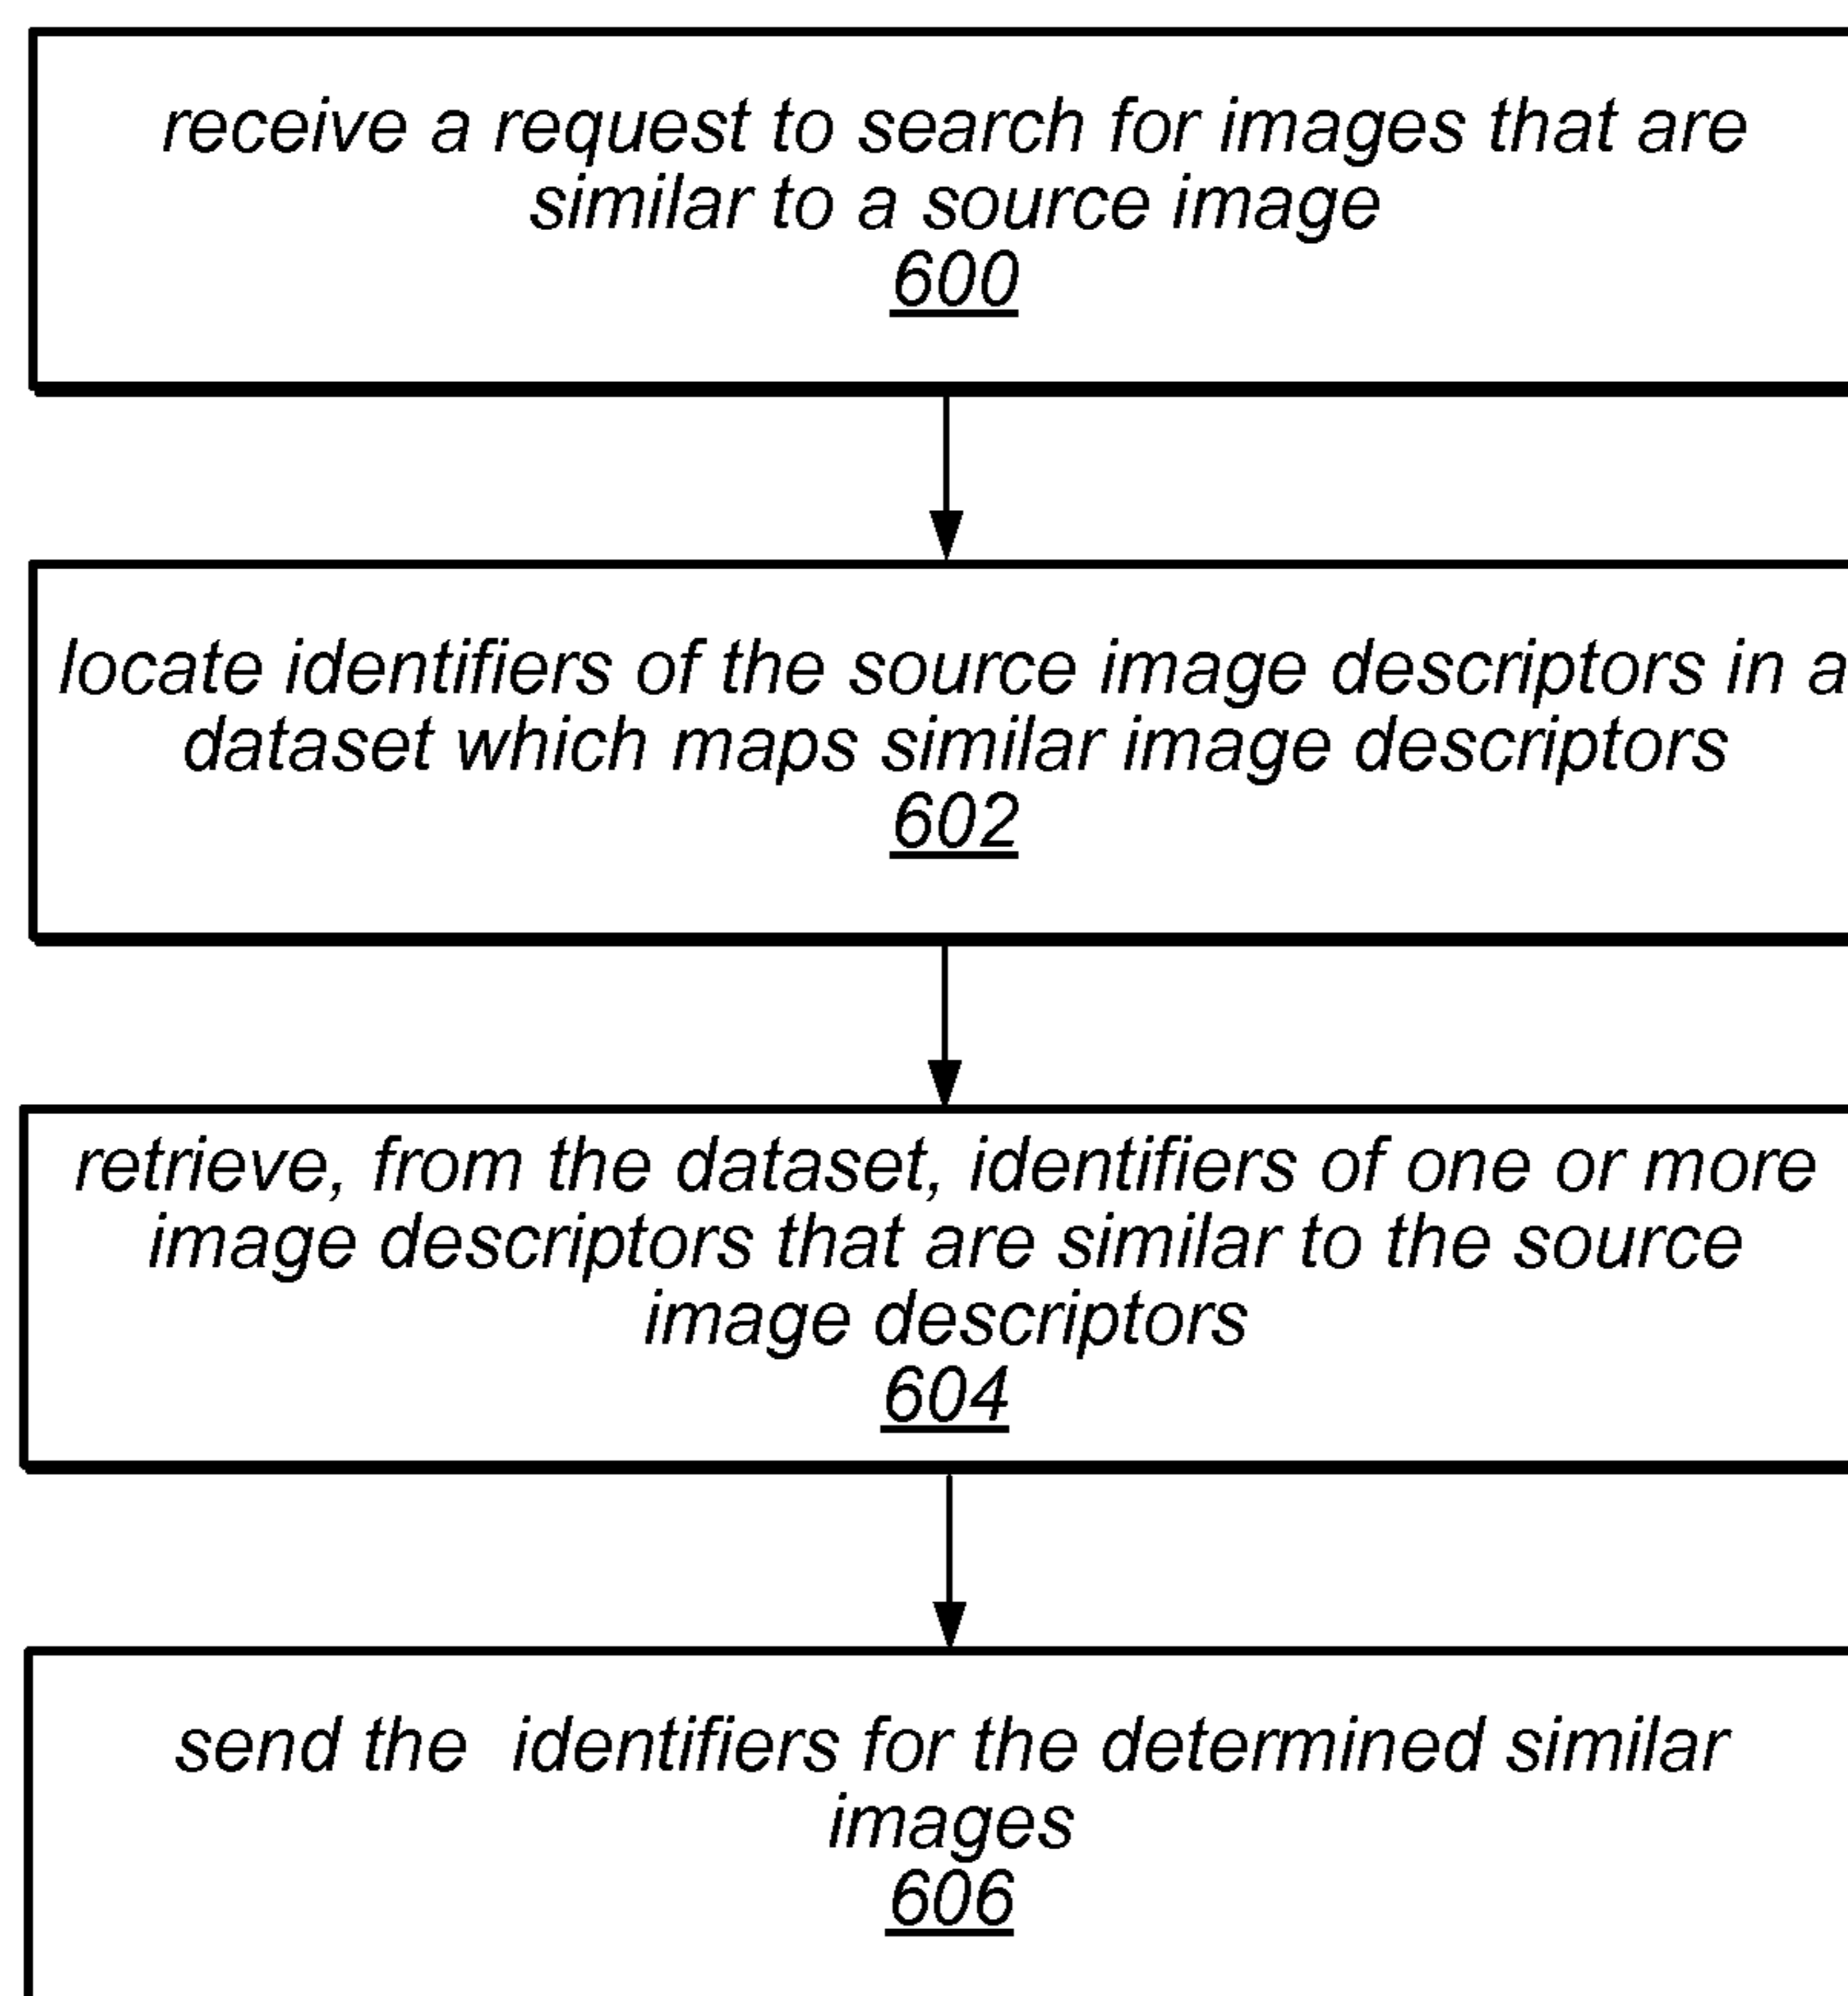 receive a request to search for images that are
similar to a source image
600
locate identifiers of the source image descriptors in a
dataset which maps similar image descriptors
602
retrieve, from the dataset, identifiers of one or more
image descriptors that are similar to the source
image descriptors
604
send the identifiers for the determined similar
images
606